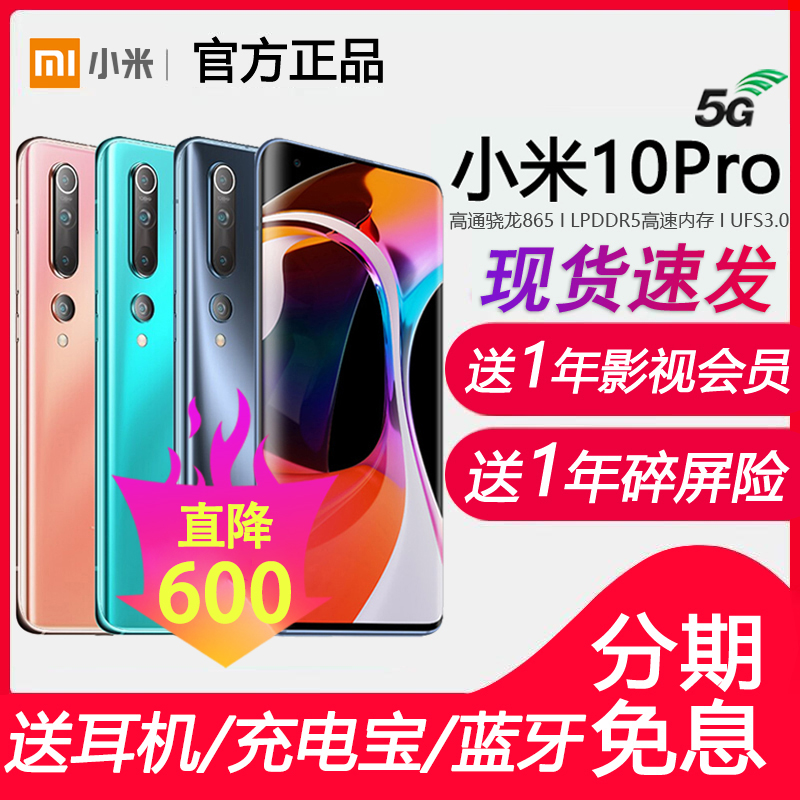 mi 小米 | 官方正品
5G
小米10Pro
高通骁龙865 I LPDDR5高速内存 I UFS3.0
现货速发
送1年影视会员
送1年碎屏险
直降
600
分期
免息
送耳机/充电宝/蓝牙